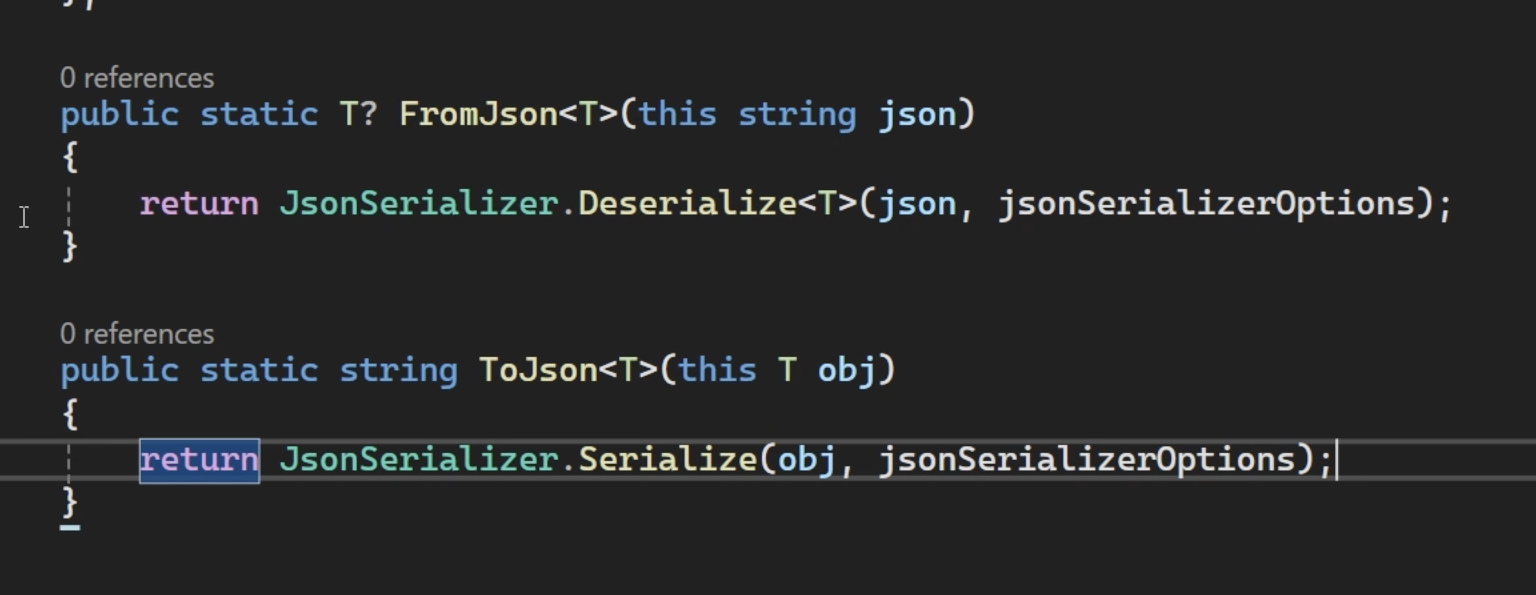 };
0 references
public static T? FromJson<T>(this string json)
{
return JsonSerializer.Deserialize<T>(json, jsonSerializerOptions);
}
0 references
public static string ToJson<T>(this T obj)
{
return JsonSerializer.Serialize(obj, jsonSerializerOptions);
}